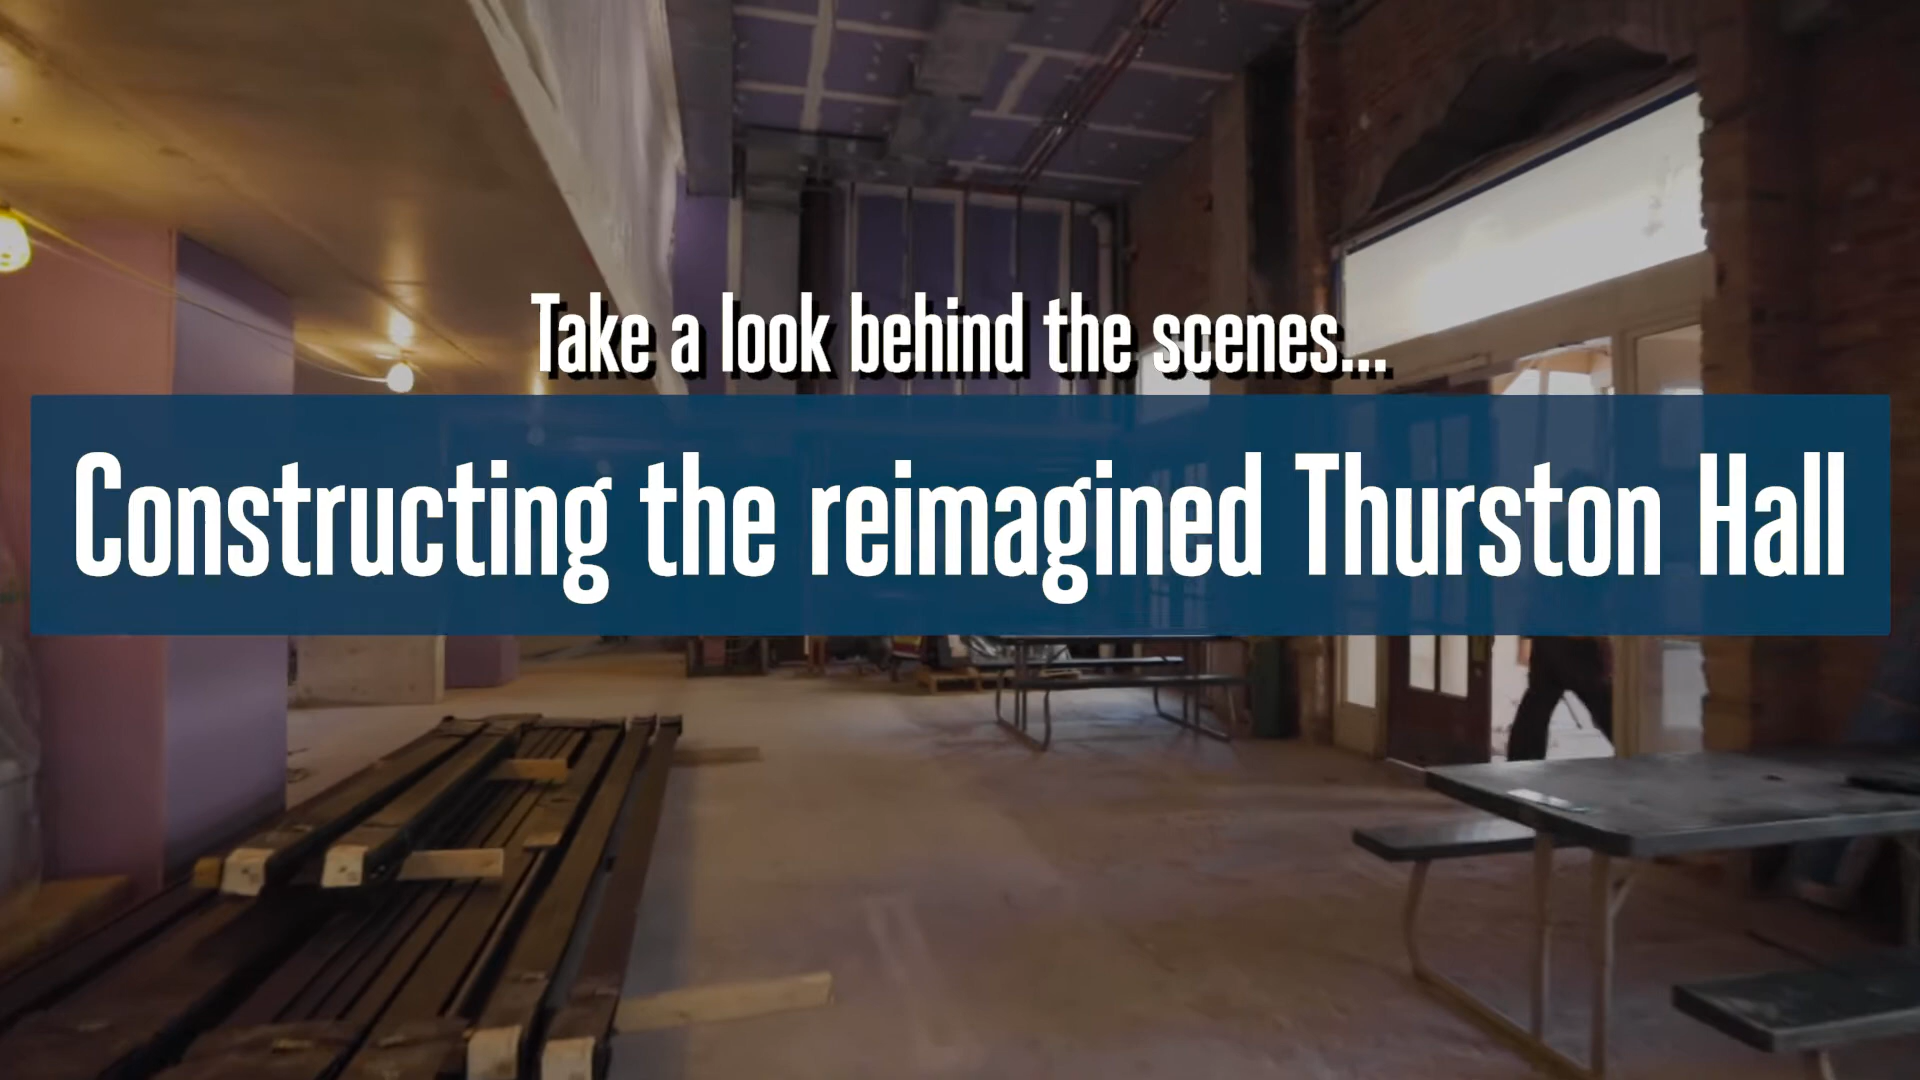 Take a look behind the scenes...
Constructing the reimagined Thurston Hall